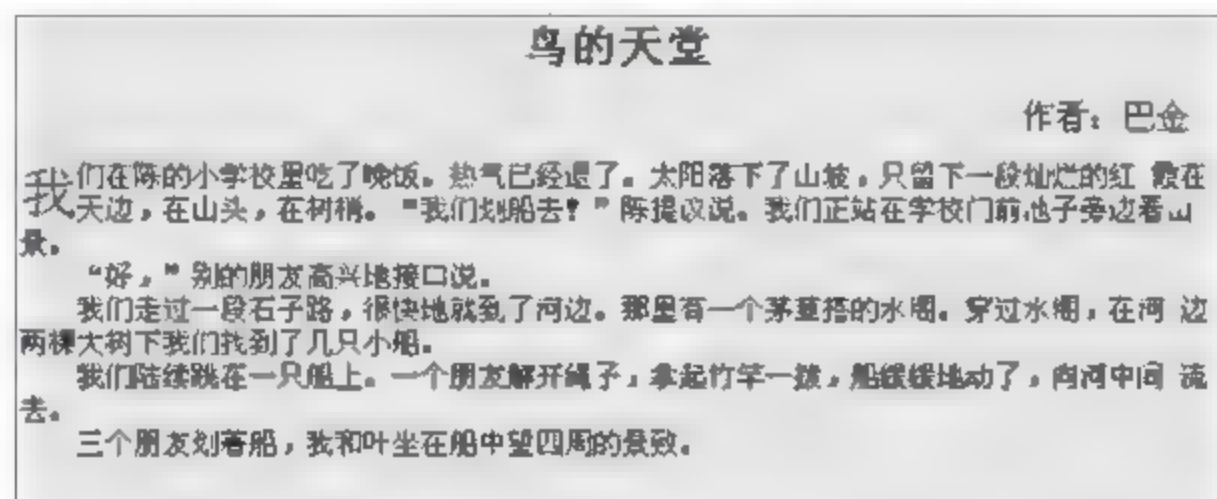 鸟的天堂
作者：巴金
我们在陈的小学校里吃了晚饭。热气已经退了。太阳落下了山坡，只留下一段灿烂的红 霞在
天边，在山头，在树梢。“我们划船去！”陈提议说。我们正站在学校门前池子旁边看山
景。
“好，”别的朋友高兴地接口说。
我们走过一段石子路，很快地就到了河边。那里有一个茅草搭的水阁。穿过水阁，在河 边
两棵大树下我们找到了几只小船。
我们陆续跳在一只船上。一个朋友解开绳子，拿起竹竿一拨，船缓缓地动了，向河中间 流
去。
三个朋友划着船，我和叶坐在船中望四周的景致。